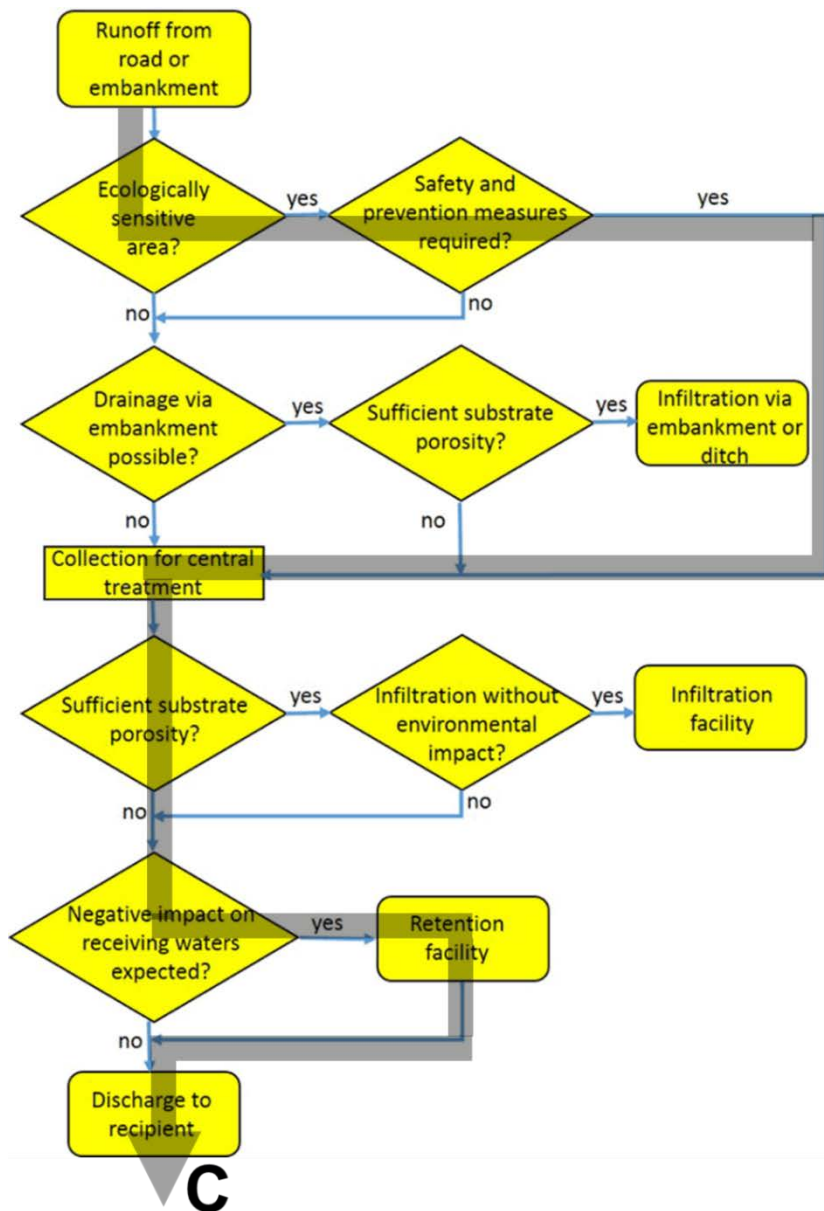 Runoff from
road or
embankment
Ecologically
sensitive
area?
yes
Safety and
prevention measures
required?
yes
no
no
Drainage via
embankment
possible?
yes
Sufficient substrate
porosity?
yes
Infiltration via
embankment or
ditch
no
no
Collection for central
treatment
Sufficient substrate
porosity?
yes
Infiltration without
environmental
impact?
yes
Infiltration
facility
no
no
Negative impact on
receiving waters
expected?
yes
Retention
facility
no
Discharge to
recipient
C